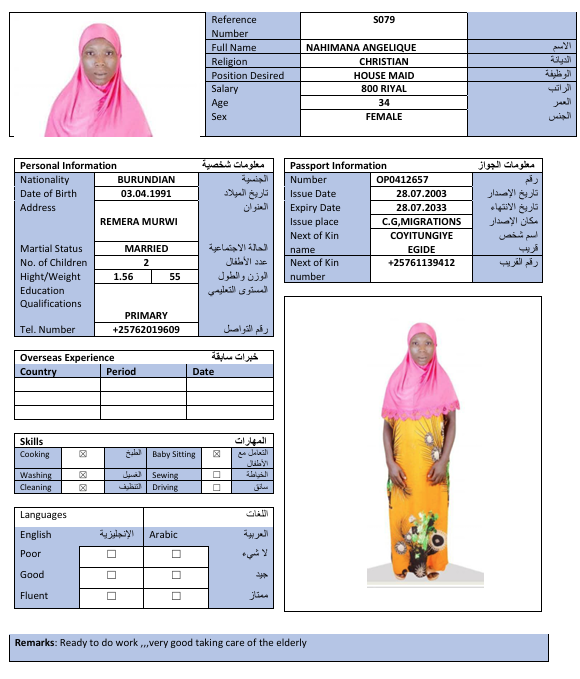 Reference Number S079
Full Name NAHIMANA ANGELIQUE الاسم
Religion CHRISTIAN الديانة
Position Desired HOUSE MAID الوظيفة
Salary 800 RIYAL الراتب
Age 34 العمر
Sex FEMALE الجنس
Personal Information معلومات شخصية
Nationality BURUNDIAN الجنسية
Date of Birth 03.04.1991 تاريخ الميلاد
Address REMERA MURWI العنوان
Martial Status MARRIED الحالة الاجتماعية
No. of Children 2 عدد الأطفال
Hight/Weight 1.56 55 الوزن والطول
Education Qualifications PRIMARY المستوى التعليمي
Tel. Number +25762019609 رقم التواصل
Passport Information معلومات الجواز
Number OP0412657 رقم
Issue Date 28.07.2003 تاريخ الإصدار
Expiry Date 28.07.2033 تاريخ الانتهاء
Issue place C.G,MIGRATIONS مكان الإصدار
Next of Kin name COYITUNGIYE EGIDE اسم شخص قريب
Next of Kin number +25761139412 رقم القريب
Overseas Experience خبرات سابقة
Country Period Date
Skills المهارات
Cooking ☒ الطبخ Baby Sitting ☒ التعامل مع الأطفال
Washing ☒ الغسيل Sewing ☐ الخياطة
Cleaning ☒ التنظيف Driving ☐ سائق
Languages اللغات
English الإنجليزية Arabic العربية
Poor ☐ ☐ لا شيء
Good ☐ ☐ جيد
Fluent ☐ ☐ ممتاز
Remarks: Ready to do work ,,,very good taking care of the elderly